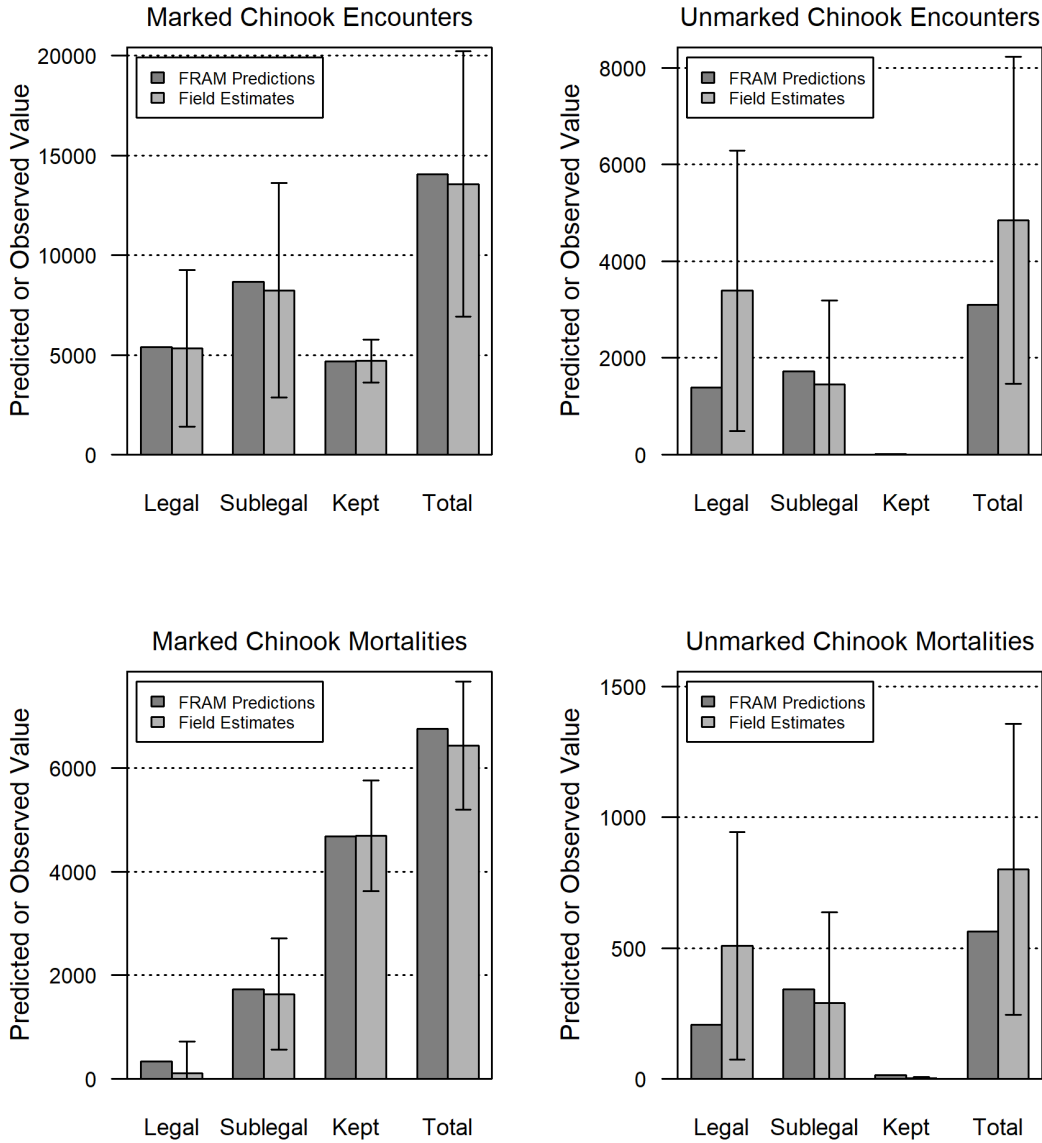 Marked Chinook Encounters
Predicted or Observed Value
20000
15000
10000
5000
0
FRAM Predictions
Field Estimates
Legal Sublegal Kept Total
Unmarked Chinook Encounters
Predicted or Observed Value
8000
6000
4000
2000
0
FRAM Predictions
Field Estimates
Legal Sublegal Kept Total
Marked Chinook Mortalities
Predicted or Observed Value
6000
4000
2000
0
FRAM Predictions
Field Estimates
Legal Sublegal Kept Total
Unmarked Chinook Mortalities
Predicted or Observed Value
1500
1000
500
0
FRAM Predictions
Field Estimates
Legal Sublegal Kept Total